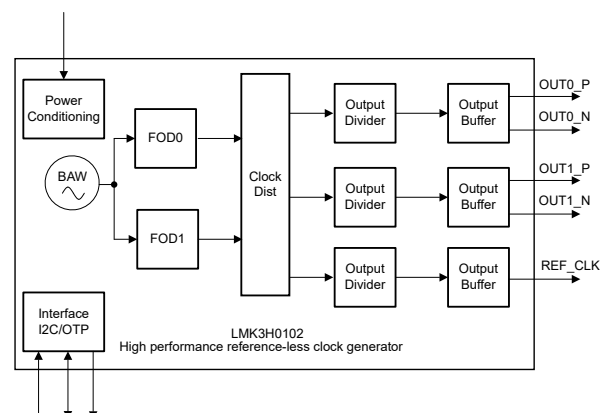 Power
Conditioning
BAW
FOD0
FOD1
Clock
Dist
Output
Divider
Output
Buffer
OUT0_P
OUT0_N
Output
Divider
Output
Buffer
OUT1_P
OUT1_N
Output
Divider
Output
Buffer
REF_CLK
Interface
I2C/OTP
LMK3H0102
High performance reference-less clock generator